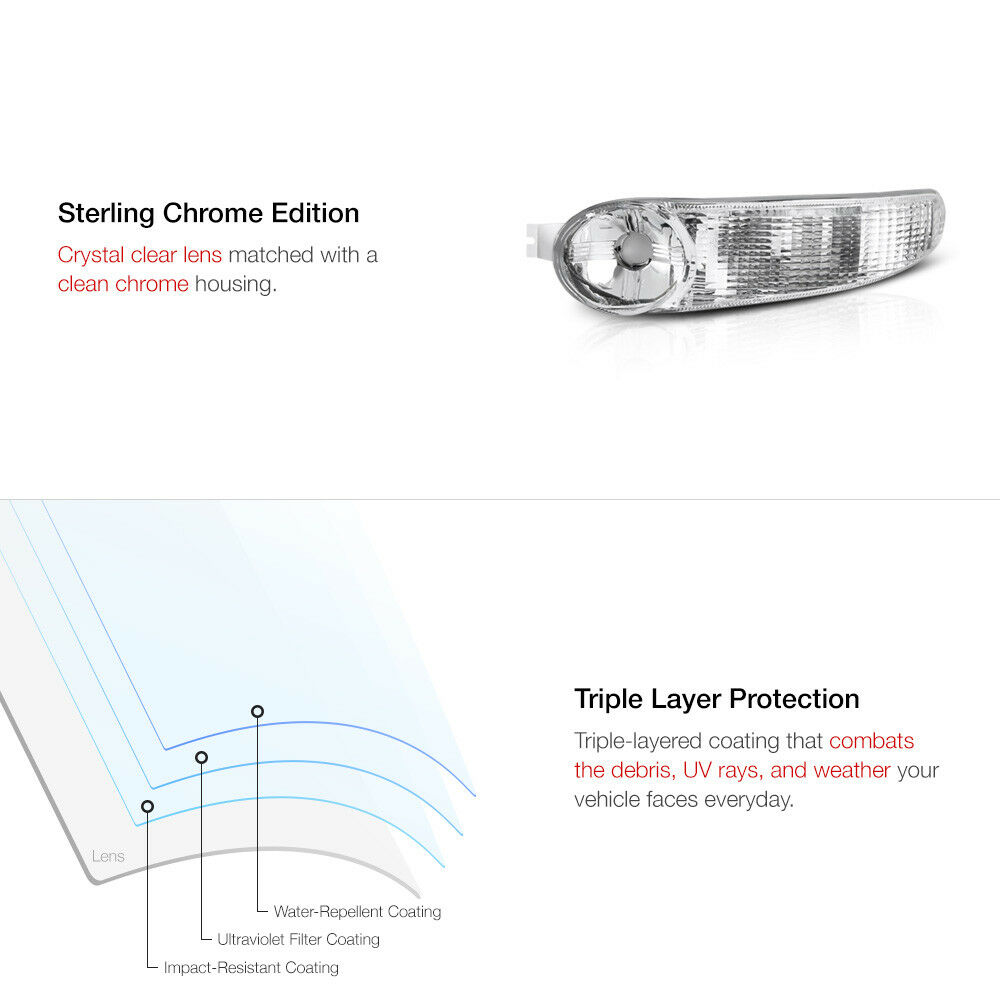 Sterling Chrome Edition
Crystal clear lens matched with a
clean chrome housing.
Triple Layer Protection
Triple-layered coating that combats
the debris, UV rays, and weather your
vehicle faces everyday.
Lens
Water-Repellent Coating
Ultraviolet Filter Coating
Impact-Resistant Coating